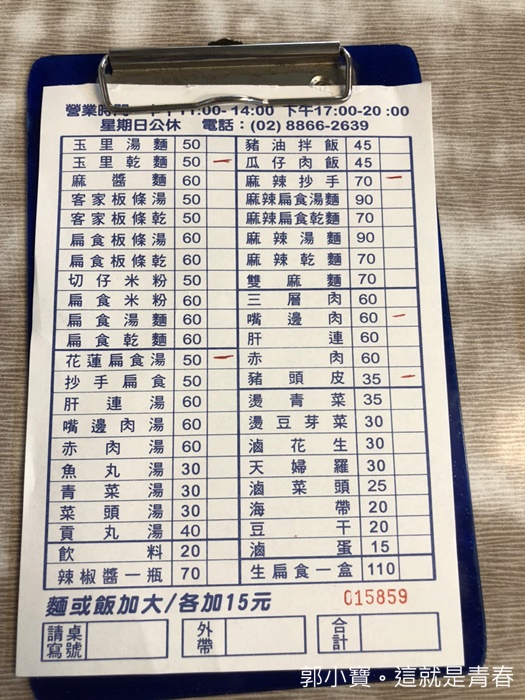 營業時間 11:00- 14:00 下午17:00-20:00
星期日公休 電話：(02) 8866-2639
玉里湯麵 50
玉里乾麵 50
麻醬麵 60
客家板條湯 50
客家板條乾 50
扁食板條湯 60
扁食板條乾 60
切仔米粉 50
扁食米粉 60
扁食湯麵 60
扁食乾麵 60
花蓮扁食湯 50
抄手扁食 50
肝連湯 60
嘴邊肉湯 60
赤肉湯 60
魚丸湯 30
青菜湯 30
菜頭湯 30
貢丸湯 40
飲料 20
辣椒醬一瓶 70
豬油拌飯 45
瓜仔肉飯 45
麻辣抄手 70
麻辣扁食湯麵 90
麻辣扁食乾麵 70
麻辣湯麵 90
麻辣乾麵 70
雙麻麵 70
三層肉 60
嘴邊肉 60
肝連 60
赤肉 60
豬頭皮 35
燙青菜 35
燙豆芽菜 30
滷花生 30
天婦羅 30
滷菜頭 25
海帶 20
豆干 20
滷蛋 15
生扁食一盒 110
麵或飯加大/各加15元
015859
請寫桌號
外帶
合計
郭小寶。這就是青春